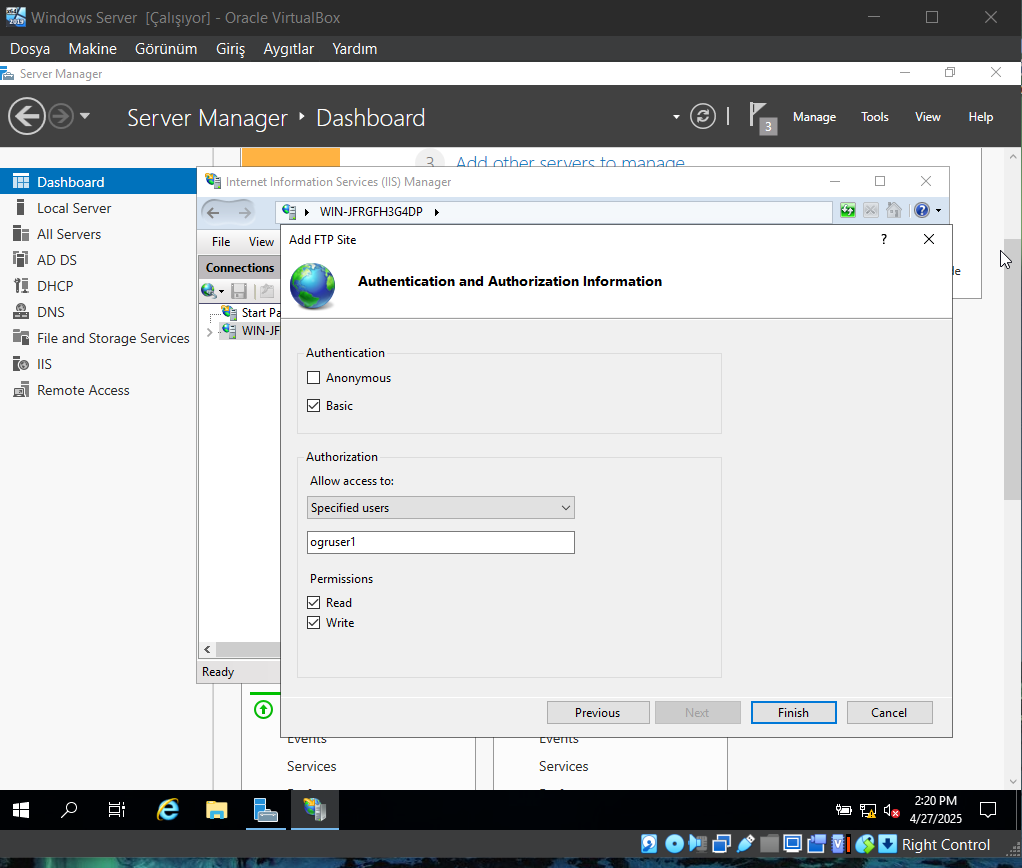 Windows Server [Çalışıyor] - Oracle VirtualBox
Dosya Makine Görünüm Giriş Aygıtlar Yardım
Server Manager
Server Manager Dashboard
3
Manage Tools View Help
Dashboard
Local Server
All Servers
AD DS
DHCP
DNS
File and Storage Services
IIS
Remote Access
3 Add other servers to manage
Internet Information Services (IIS) Manager
WIN-JFRGFH3G4DP
File View
Connections
Start Pa
WIN-JF
Ready
Add FTP Site
?
Authentication and Authorization Information
Authentication
Anonymous
Basic
Authorization
Allow access to:
Specified users
ogruser1
Permissions
Read
Write
Previous Next Finish Cancel
Events Events
Services Services
2:20 PM
4/27/2025
Right Control